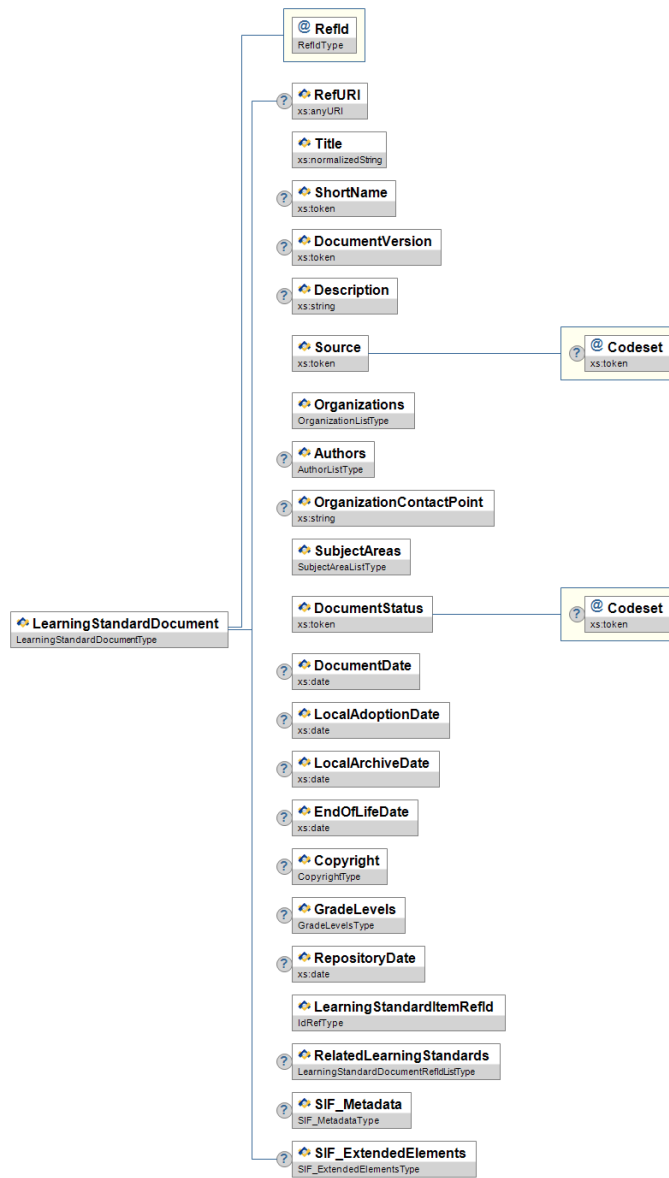 @ RefId
RefIdType
? RefURI
xs:anyURI
Title
xs:normalizedString
? ShortName
xs:token
? DocumentVersion
xs:token
? Description
xs:string
Source
xs:token
? @ Codeset
xs:token
Organizations
OrganizationListType
? Authors
AuthorListType
? OrganizationContactPoint
xs:string
SubjectAreas
SubjectAreaListType
DocumentStatus
xs:token
? @ Codeset
xs:token
LearningStandardDocument
LearningStandardDocumentType
? DocumentDate
xs:date
? LocalAdoptionDate
xs:date
? LocalArchiveDate
xs:date
? EndOfLifeDate
xs:date
? Copyright
CopyrightType
? GradeLevels
GradeLevelsType
? RepositoryDate
xs:date
LearningStandardItemRefId
IdRefType
? RelatedLearningStandards
LearningStandardDocumentRefIdListType
? SIF_Metadata
SIF_MetadataType
? SIF_ExtendedElements
SIF_ExtendedElementsType